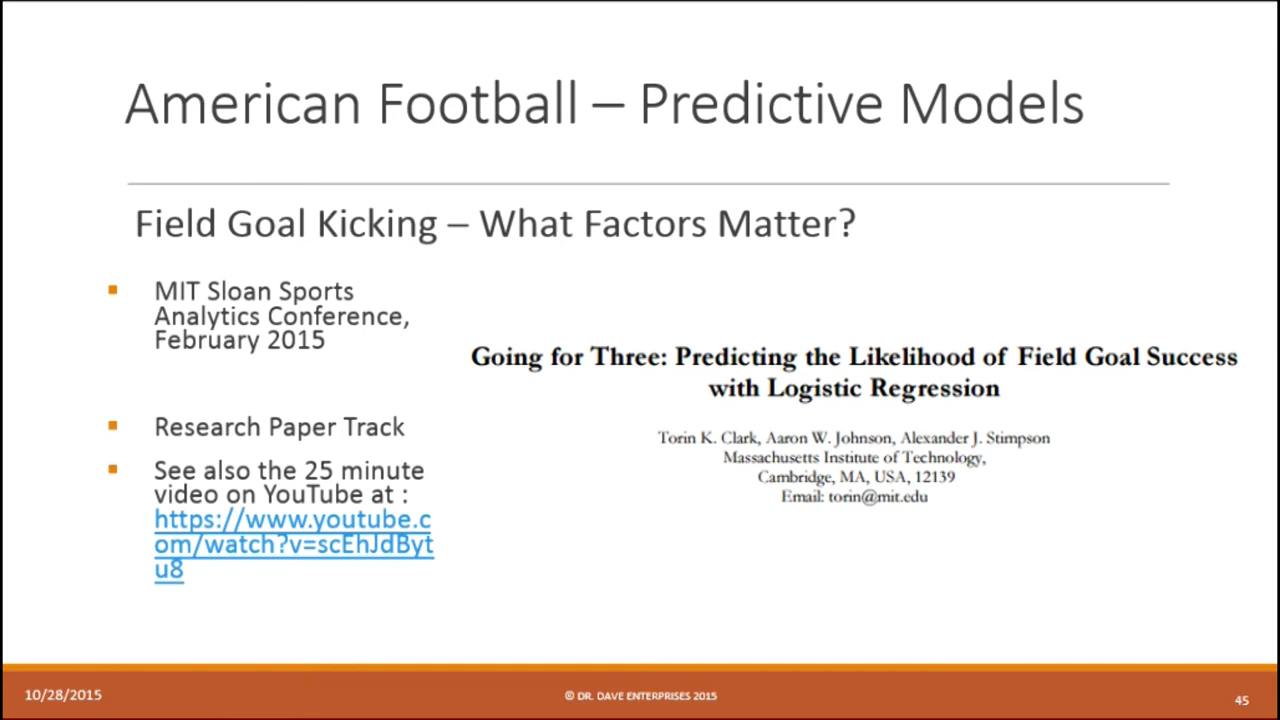 American Football – Predictive Models
Field Goal Kicking – What Factors Matter?
MIT Sloan Sports
Analytics Conference,
February 2015
Research Paper Track
See also the 25 minute
video on YouTube at :
https://www.youtube.c
om/watch?v=scEhJdByt
u8
Going for Three: Predicting the Likelihood of Field Goal Success
with Logistic Regression
Torin K. Clark, Aaron W. Johnson, Alexander J. Stimpson
Massachusetts Institute of Technology,
Cambridge, MA, USA, 12139
Email: torin@mit.edu
10/28/2015
© DR. DAVE ENTERPRISES 2015
45